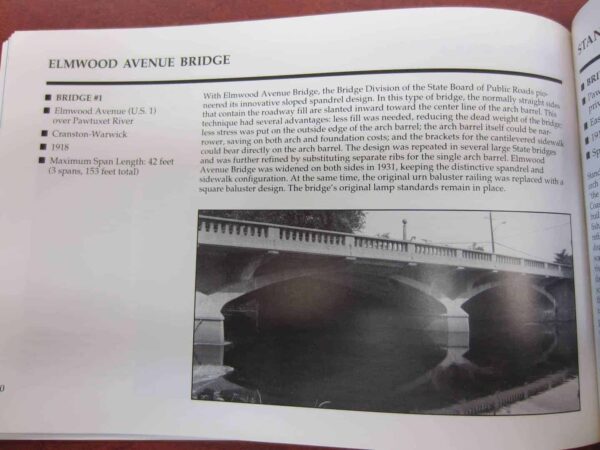 ELMWOOD AVENUE BRIDGE
BRIDGE #1
Elmwood Avenue (U.S. 1)
over Pawtuxet River
Cranston-Warwick
1918
Maximum Span Length: 42 feet
(3 spans, 153 feet total)
With Elmwood Avenue Bridge, the Bridge Division of the State Board of Public Roads pio-
neered its innovative sloped spandrel design. In this type of bridge, the normally straight sides
that contain the roadway fill are slanted inward toward the center line of the arch barrel. This
technique had several advantages: less fill was needed, reducing the dead weight of the bridge;
less stress was put on the outside edge of the arch barrel; the arch barrel itself could be nar-
rower, saving on both arch and foundation costs; and the brackets for the cantilevered sidewalk
could bear directly on the arch barrel. The design was repeated in several large State bridges
and was further refined by substituting separate ribs for the single arch barrel. Elmwood
Avenue Bridge was widened on both sides in 1931, keeping the distinctive spandrel and
sidewalk configuration. At the same time, the original urn baluster railing was replaced with a
square baluster design. The bridge's original lamp standards remain in place.
0
STAN